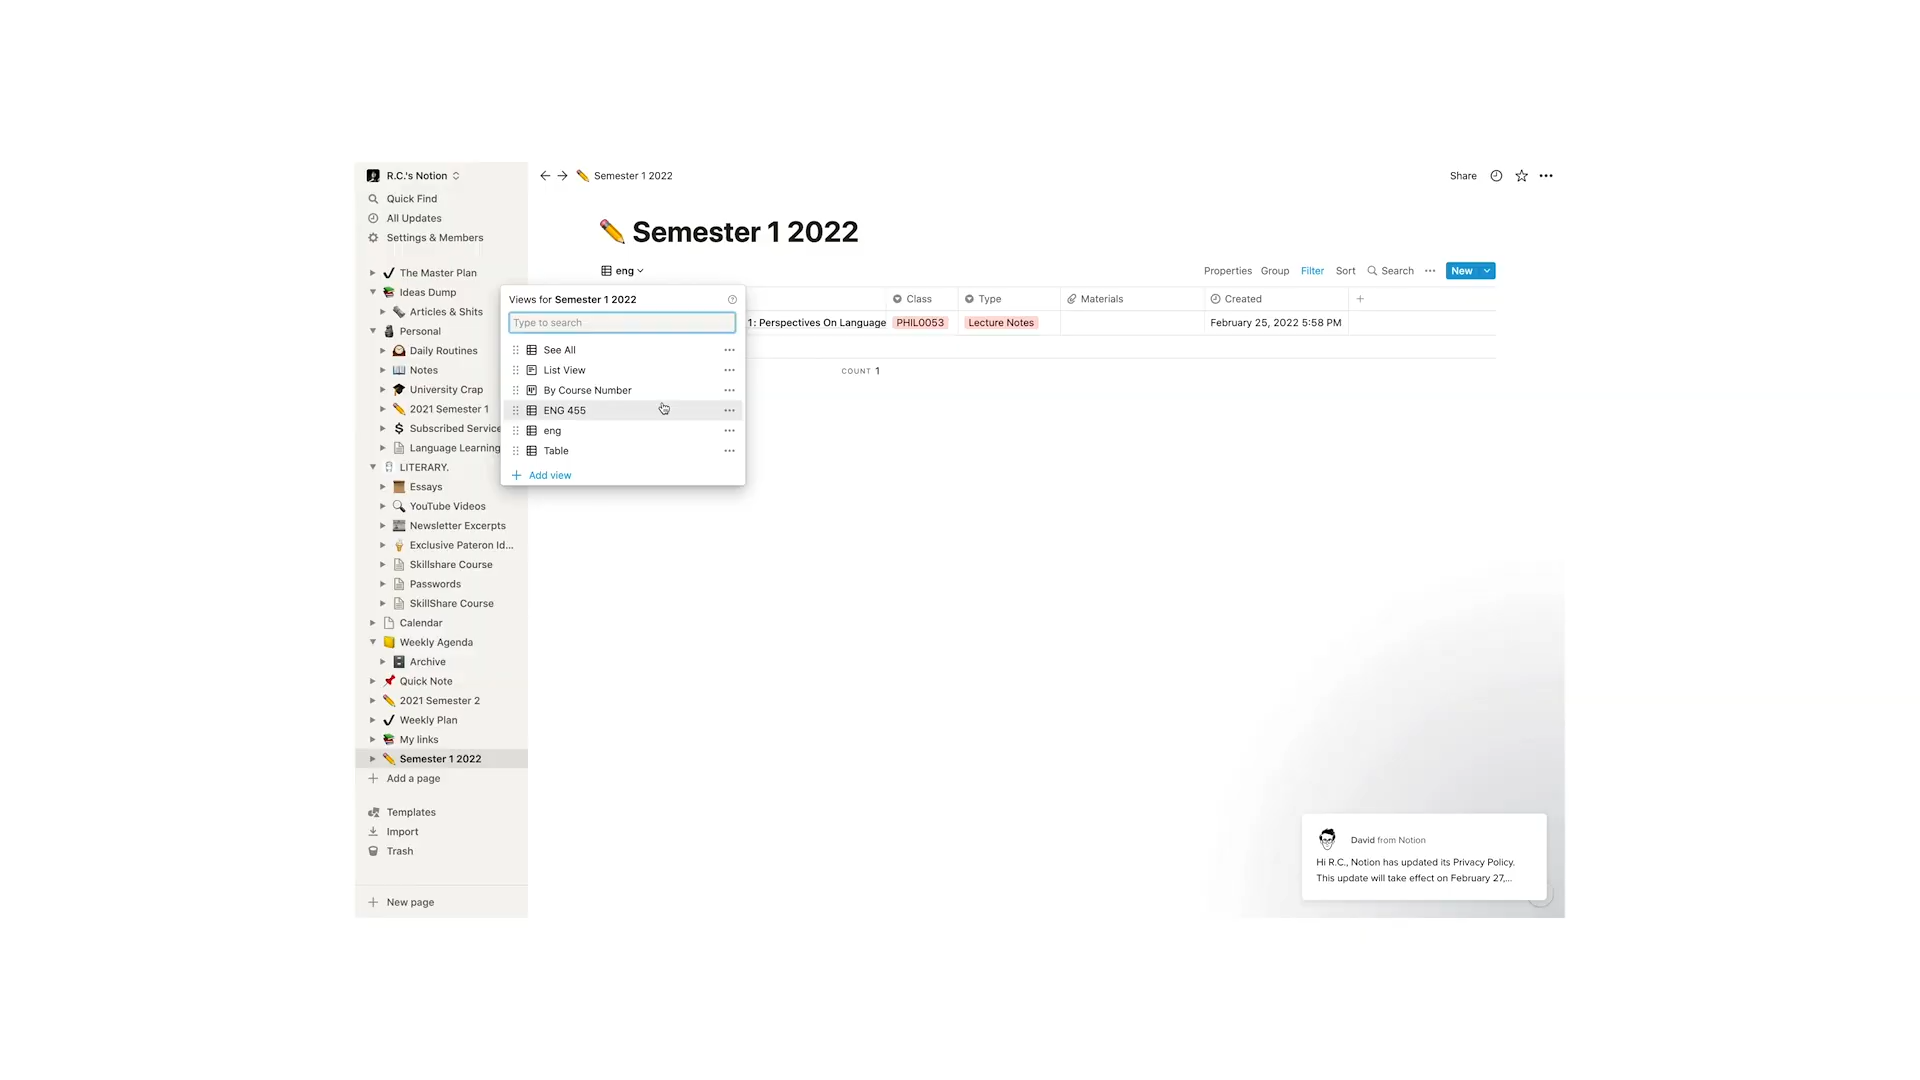 R.C.'s Notion
Quick Find
All Updates
Settings & Members
The Master Plan
Ideas Dump
Articles & Shits
Personal
Daily Routines
Notes
University Crap
2021 Semester 1
Subscribed Service
Language Learning
LITERARY.
Essays
YouTube Videos
Newsletter Excerpts
Exclusive Pateron Id...
Skillshare Course
Passwords
SkillShare Course
Calendar
Weekly Agenda
Archive
Quick Note
2021 Semester 2
Weekly Plan
My links
Semester 1 2022
Add a page
Templates
Import
Trash
New page
Semester 1 2022
Share
Semester 1 2022
eng
Properties Group Filter Sort Search New
Views for Semester 1 2022
Type to search
See All
List View
By Course Number
ENG 455
eng
Table
Add view
Class Type Materials Created
1: Perspectives On Language PHIL0053 Lecture Notes February 25, 2022 5:58 PM
COUNT 1
David from Notion
Hi R.C., Notion has updated its Privacy Policy.
This update will take effect on February 27,...